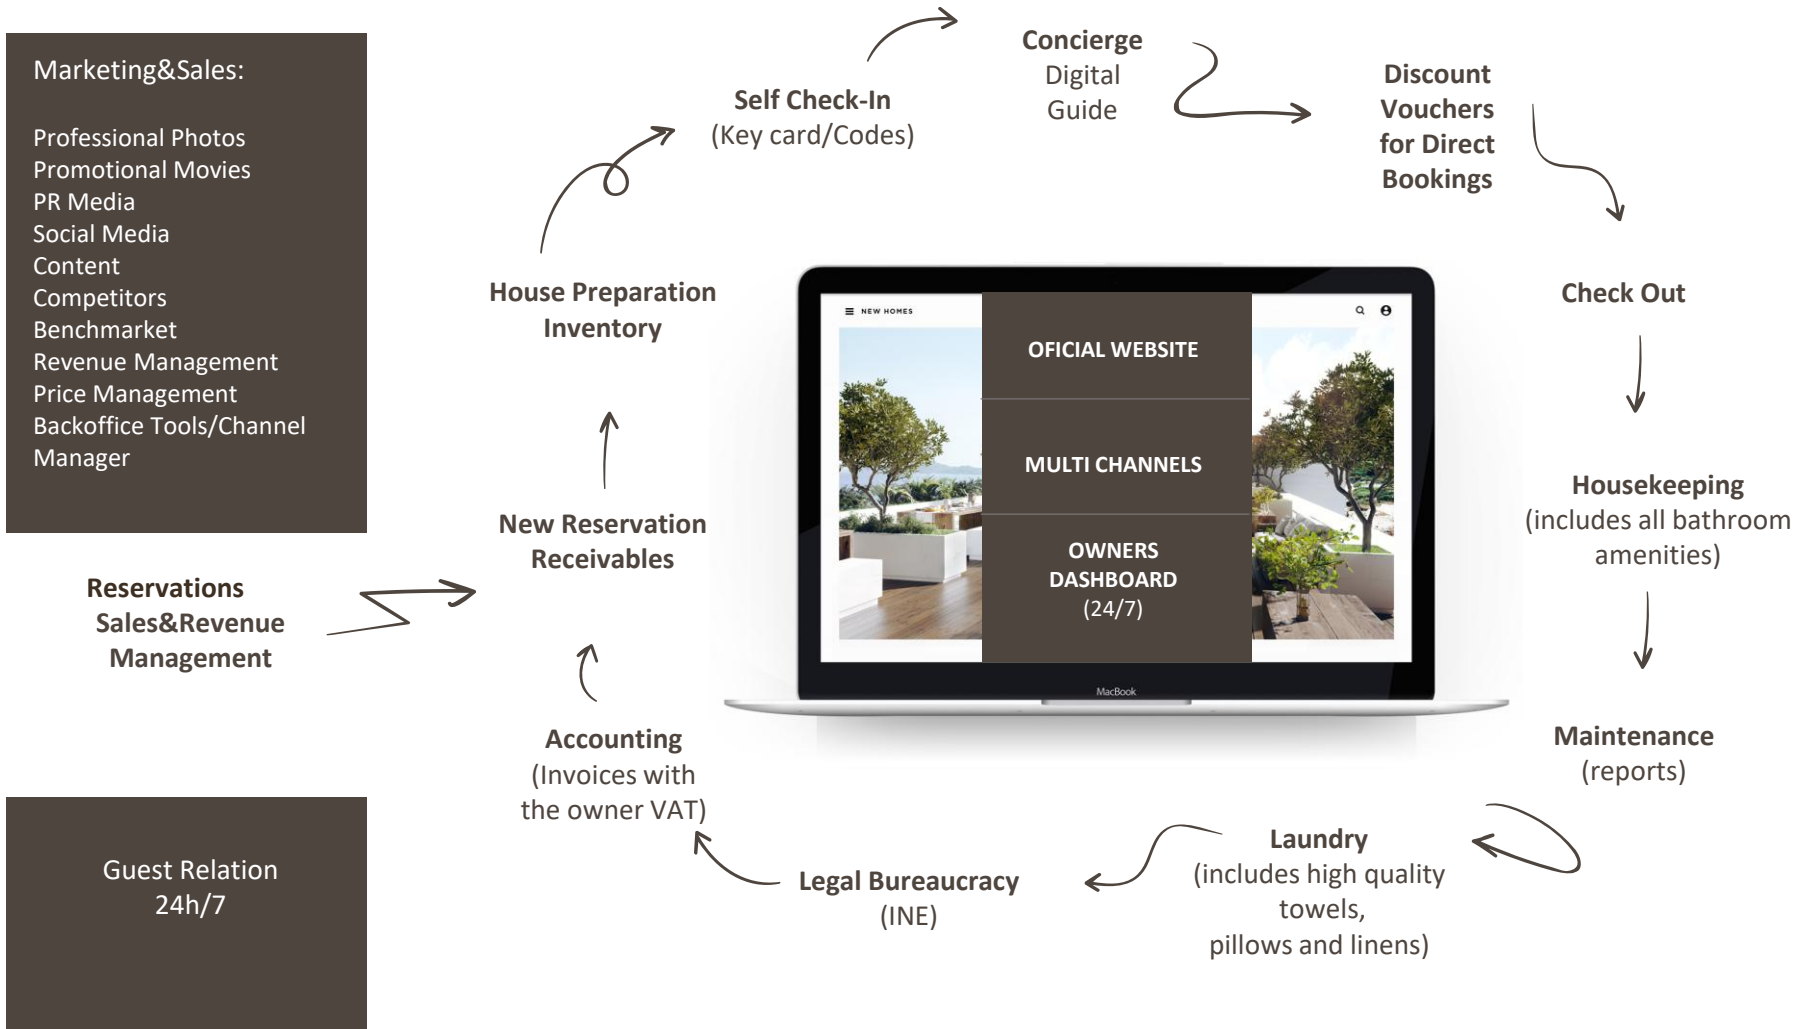 Marketing&Sales:
Professional Photos
Promotional Movies
PR Media
Social Media
Content
Competitors
Benchmarket
Revenue Management
Price Management
Backoffice Tools/Channel
Manager
Reservations
Sales&Revenue
Management
Guest Relation
24h/7
New Reservation
Receivables
House Preparation
Inventory
Self Check-In
(Key card/Codes)
Concierge
Digital
Guide
Discount
Vouchers
for Direct
Bookings
Check Out
Housekeeping
(includes all bathroom
amenities)
Maintenance
(reports)
Laundry
(includes high quality
towels,
pillows and linens)
Legal Bureaucracy
(INE)
Accounting
(Invoices with
the owner VAT)
NEW HOMES
OFICIAL WEBSITE
MULTI CHANNELS
OWNERS
DASHBOARD
(24/7)
MacBook